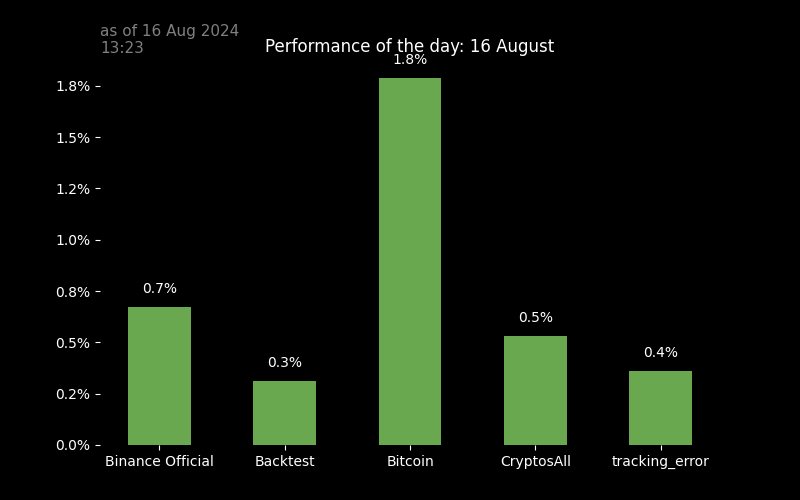 as of 16 Aug 2024
13:23
Performance of the day: 16 August
1.8%
1.8%
1.5%
1.2%
1.0%
0.8%
0.7%
0.5%
0.5%
0.4%
0.3%
0.2%
0.0%
Binance Official
Backtest
Bitcoin
CryptosAll
tracking_error